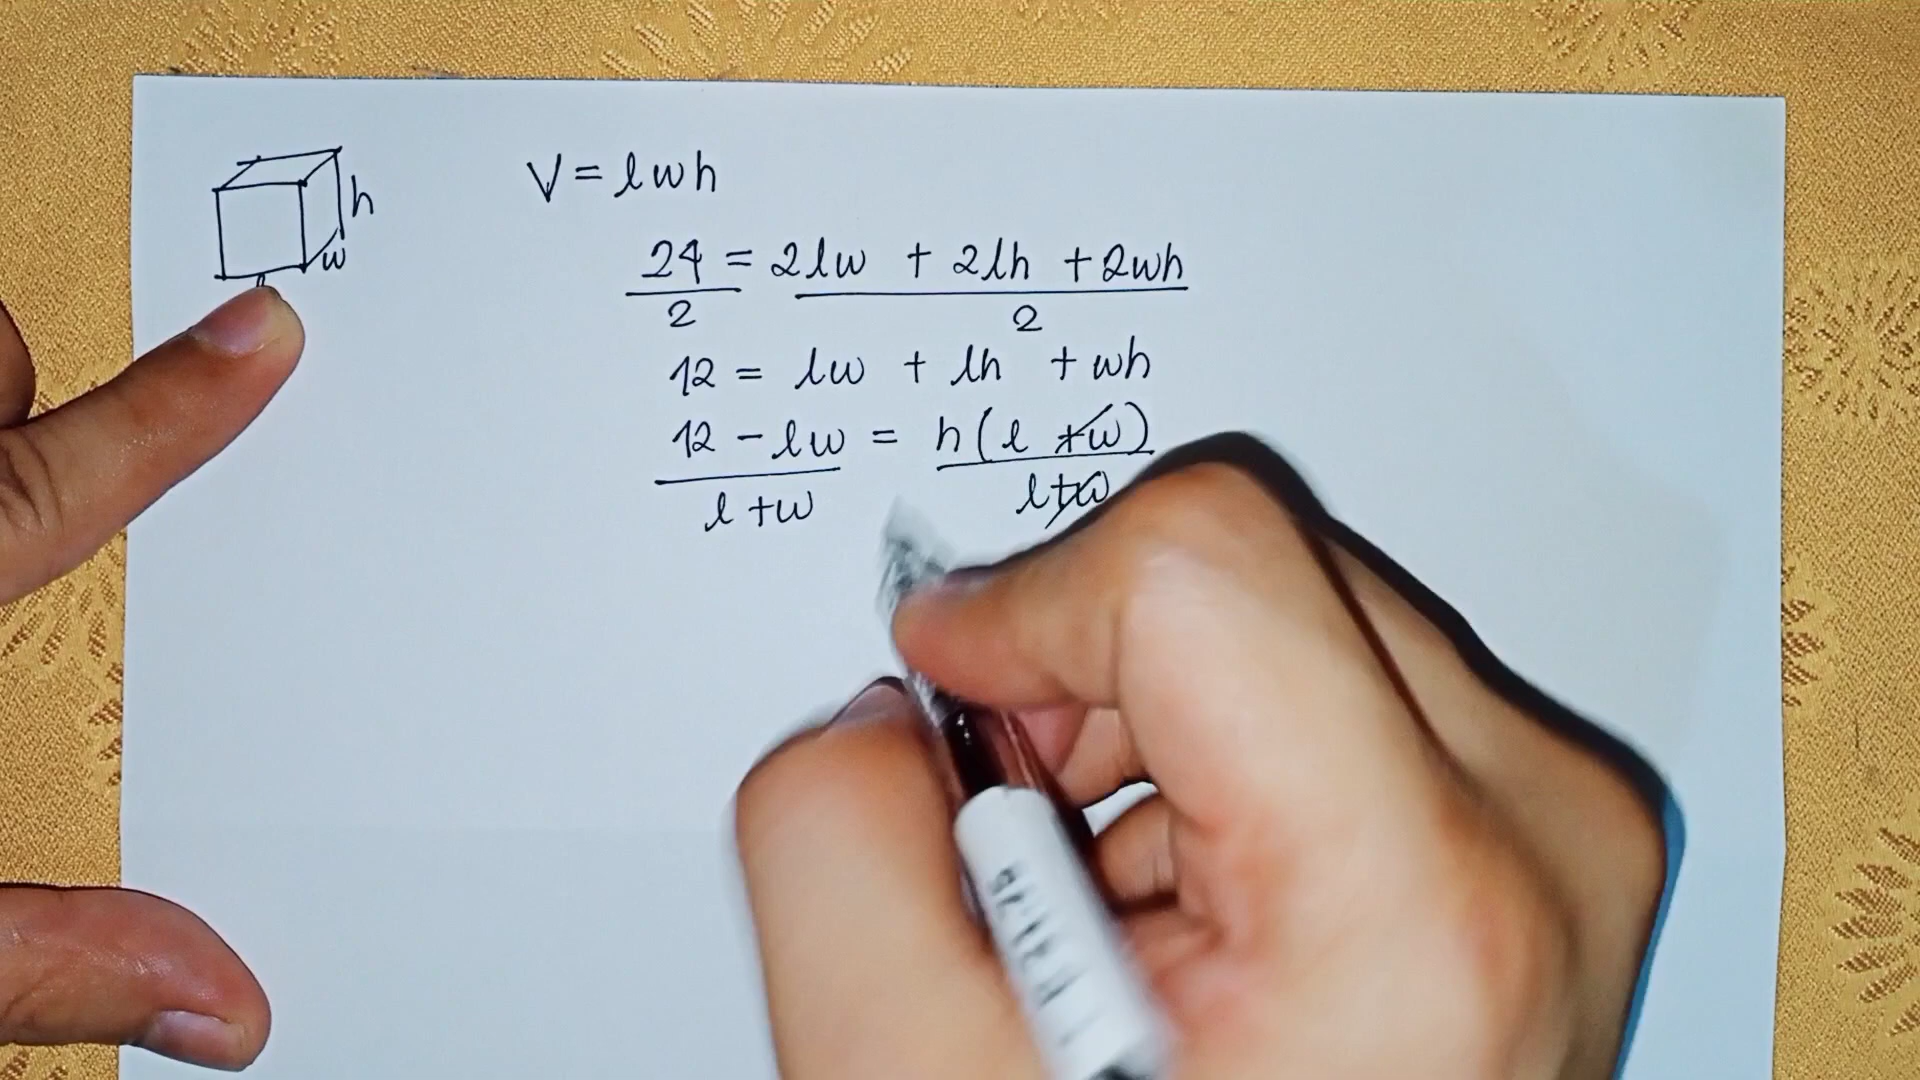 h
w
V = lwh
24 = 2lw + 2lh + 2wh
2 2
12 = lw + lh + wh
12 - lw = h(l + w)
l + w l + w